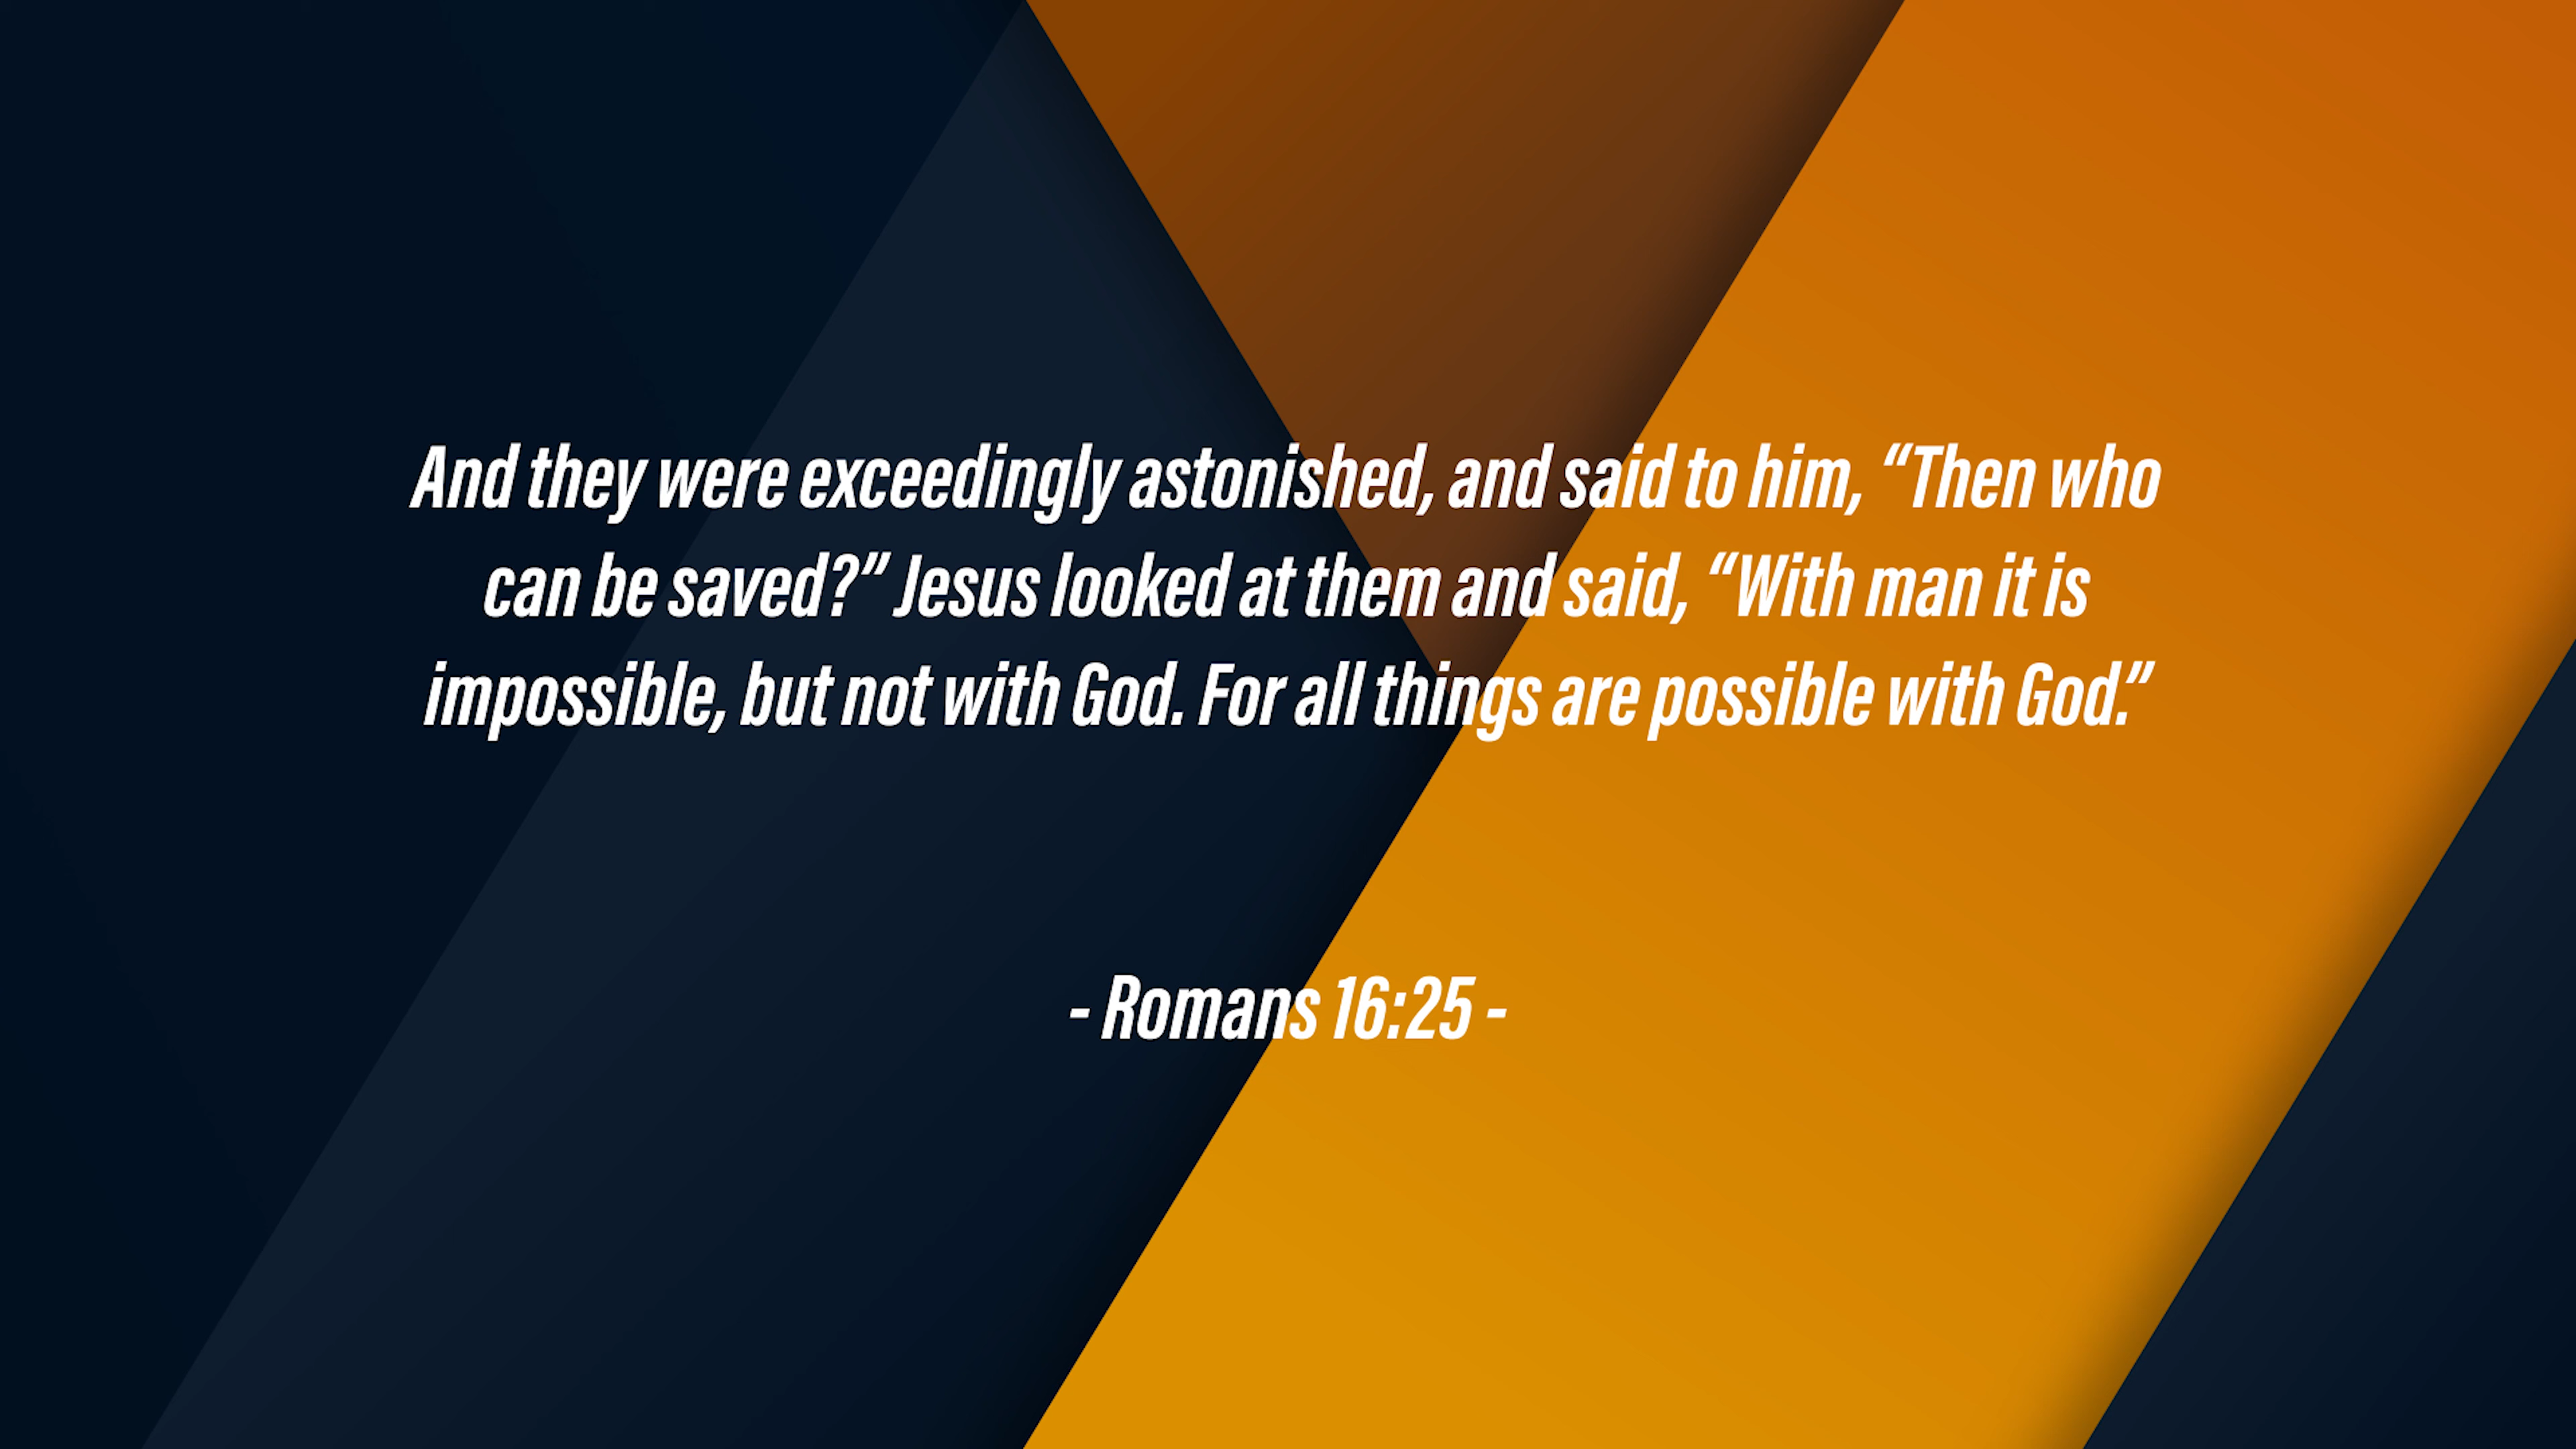 And they were exceedingly astonished, and said to him, “Then who
can be saved?” Jesus looked at them and said, “With man it is
impossible, but not with God. For all things are possible with God.”
- Romans 16:25 -